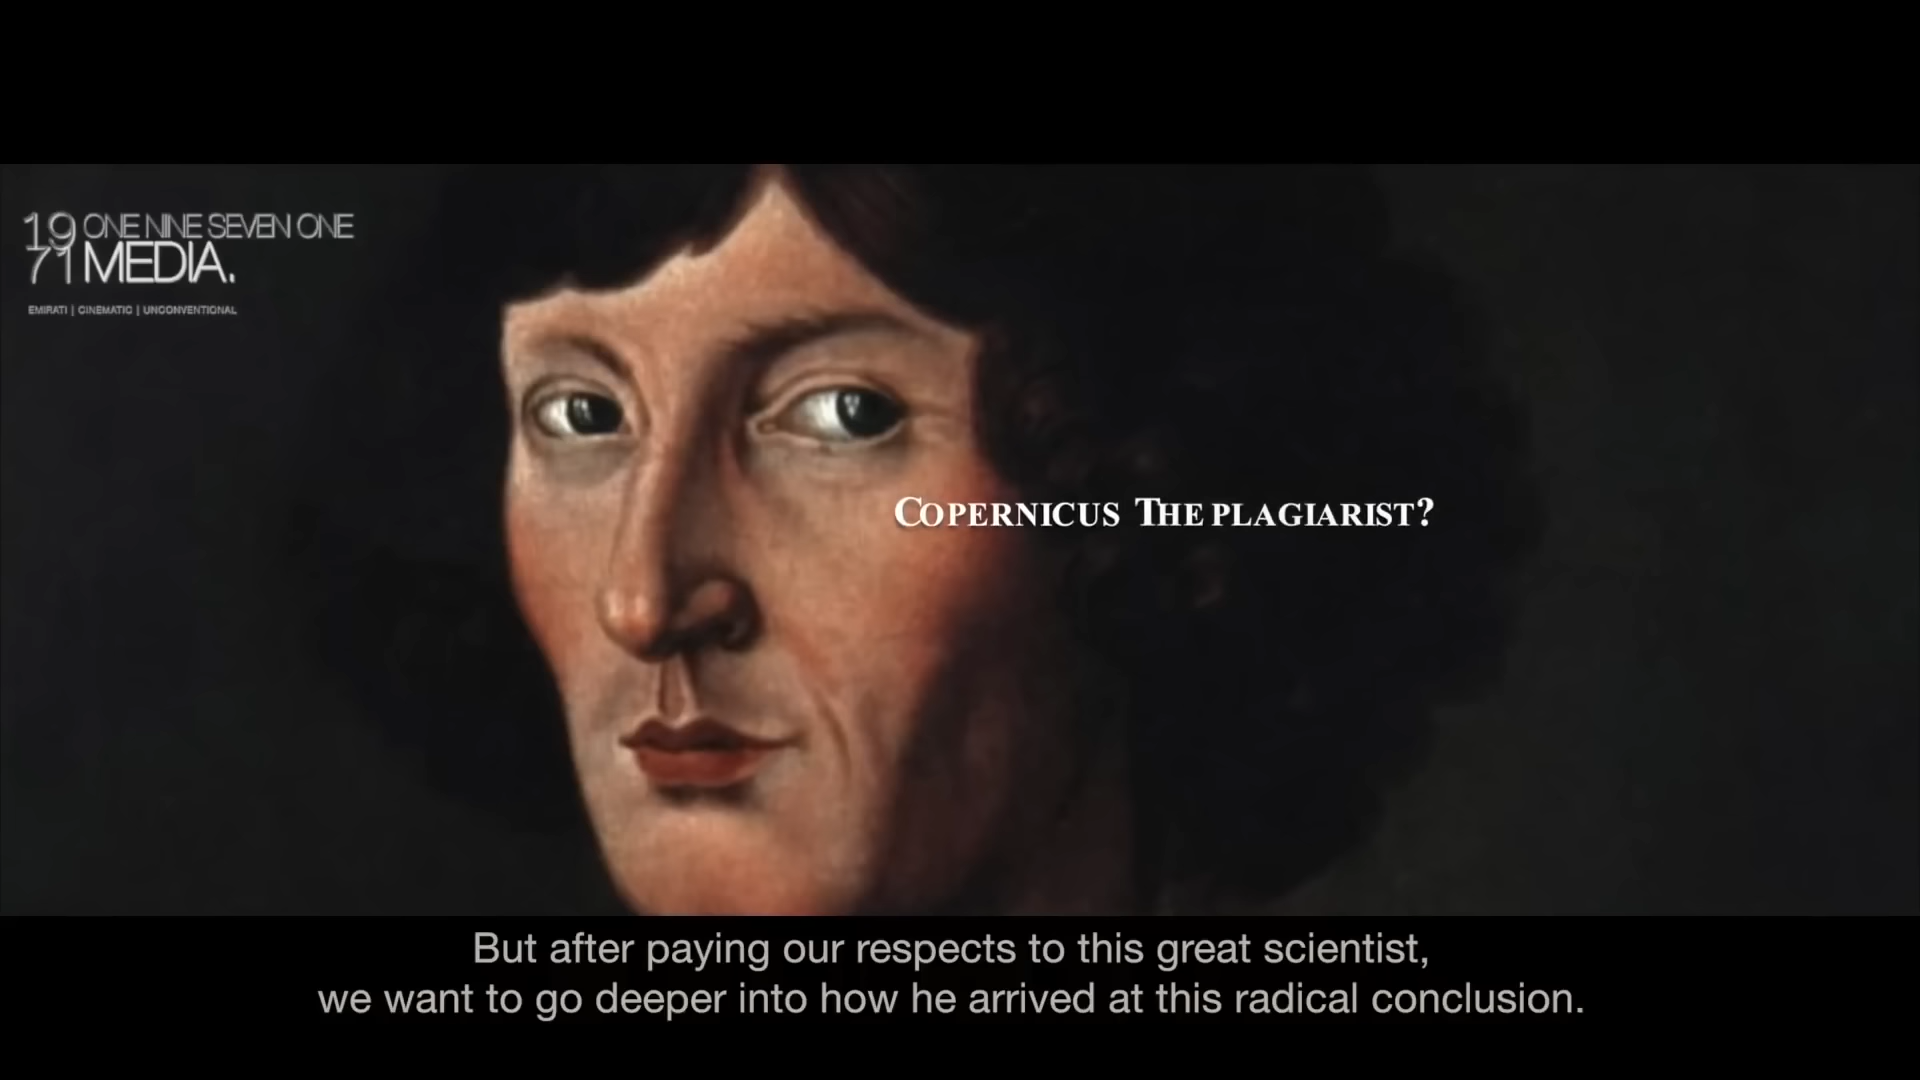 19 ONE NINE SEVEN ONE
71 MEDIA.
EMIRATI | CINEMATIC | UNCONVENTIONAL
COPERNICUS THE PLAGIARIST?
But after paying our respects to this great scientist,
we want to go deeper into how he arrived at this radical conclusion.